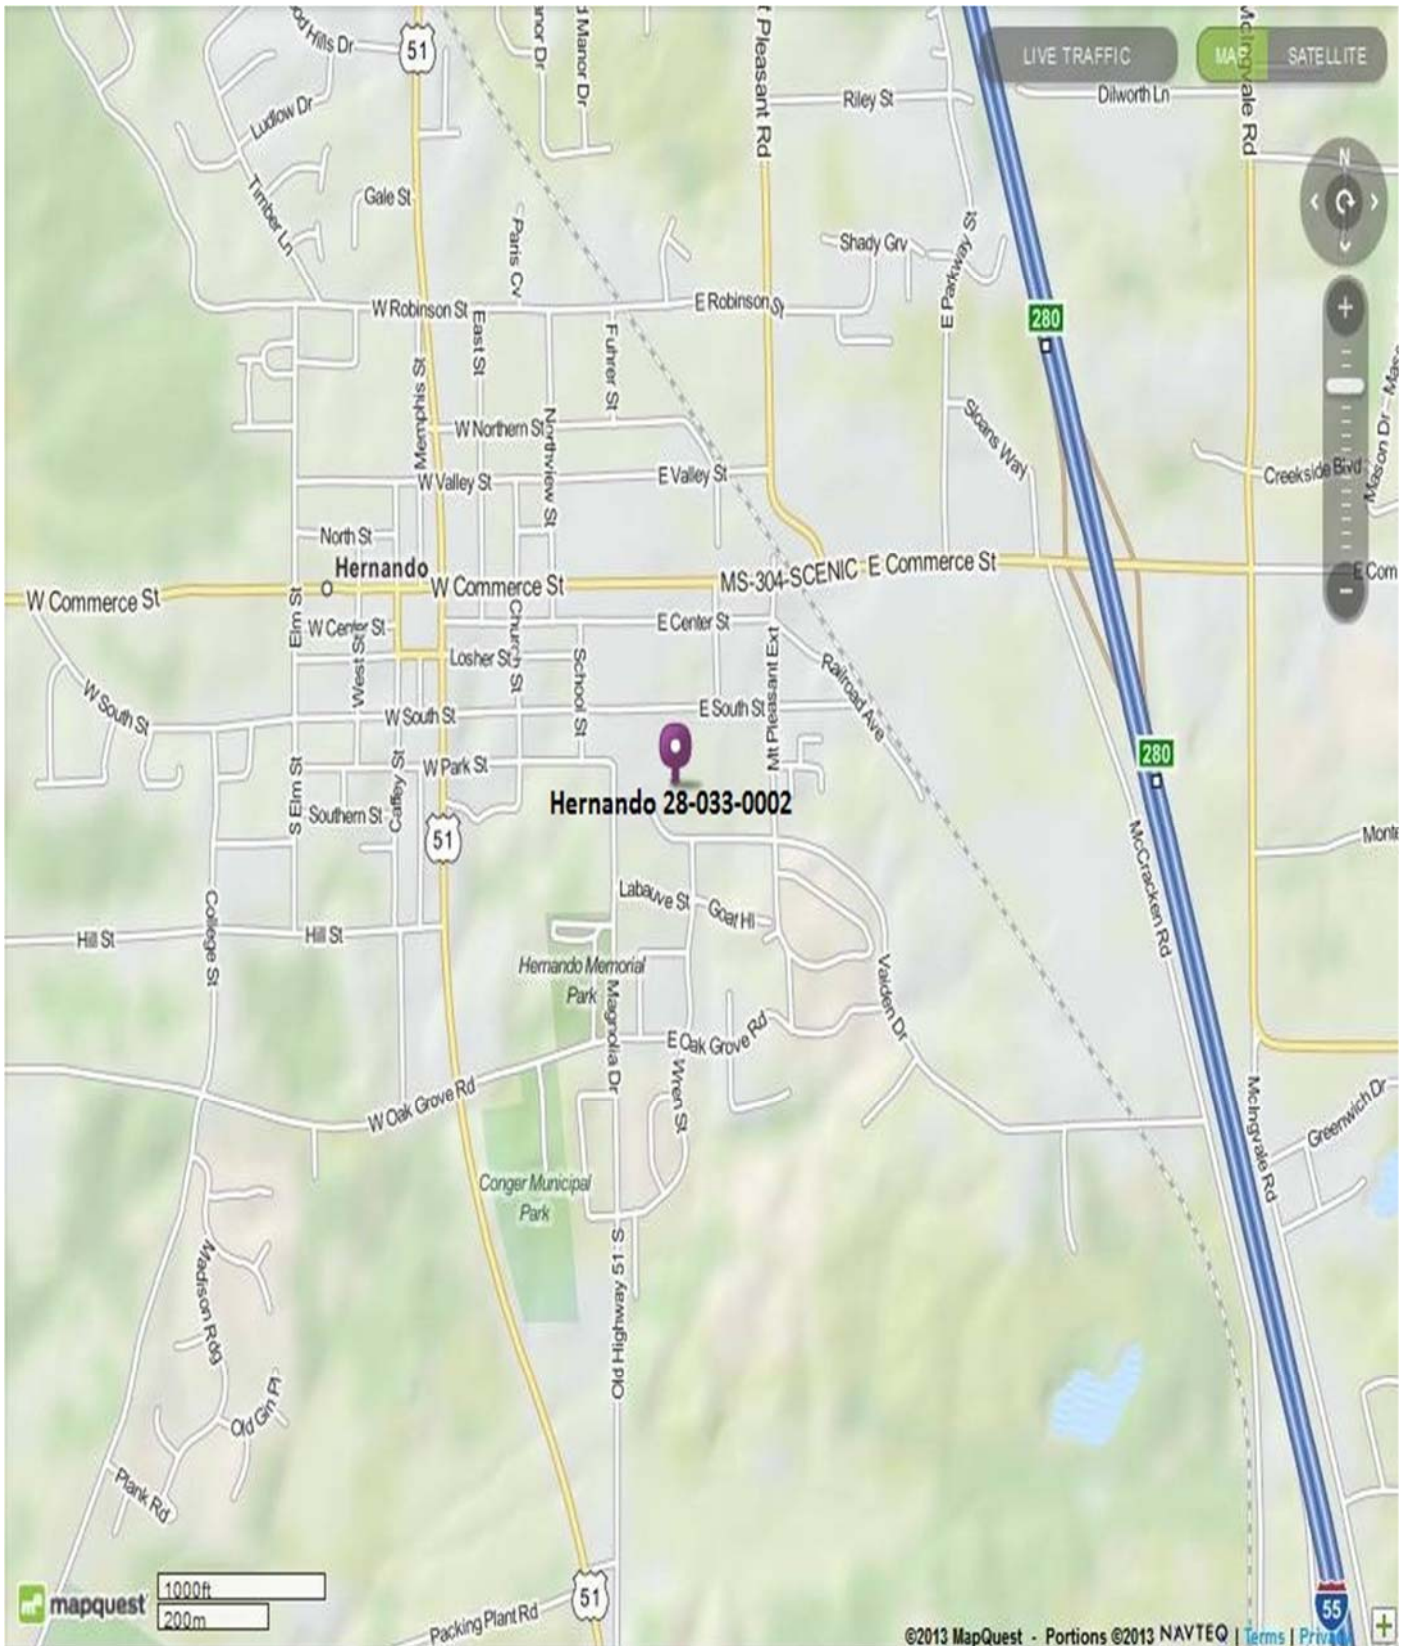 51
Ludlow Dr
Riley St
LIVE TRAFFIC
MAP
SATELLITE
Dilworth Ln
McIngvale Rd
N
Timber Ln
Gale St
Paris Cv
Shady Grv
E Parkway St
W Robinson St
E Robinson St
280
East St
Fuhrer St
Memphis St
W Northern St
Northview St
Sloans Way
W Valley St
E Valley St
Creekside Blvd
Mason Dr
North St
Hernando
W Commerce St
W Commerce St
MS-304-SCENIC
E Commerce St
E Com
Elm St
W Center St
Church St
E Center St
West St
Losher St
School St
Mt Pleasant Ext
Railroad Ave
W South St
W South St
E South St
280
S Elm St
Caffey St
W Park St
Hernando 28-033-0002
Southern St
51
McCracken Rd
Labauve St
Goat Hl
College St
Hill St
Hill St
Hernando Memorial
Park
Magnolia Dr
Vaiden Dr
E Oak Grove Rd
Wren St
W Oak Grove Rd
McIngvale Rd
Greenwich Dr
Conger Municipal
Park
Madison Rdg
Old Highway 51 S
Old Gin Pl
Plank Rd
mapquest
1000ft
200m
Packing Plant Rd
51
55
©2013 MapQuest - Portions ©2013 NAVTEQ | Terms | Priva